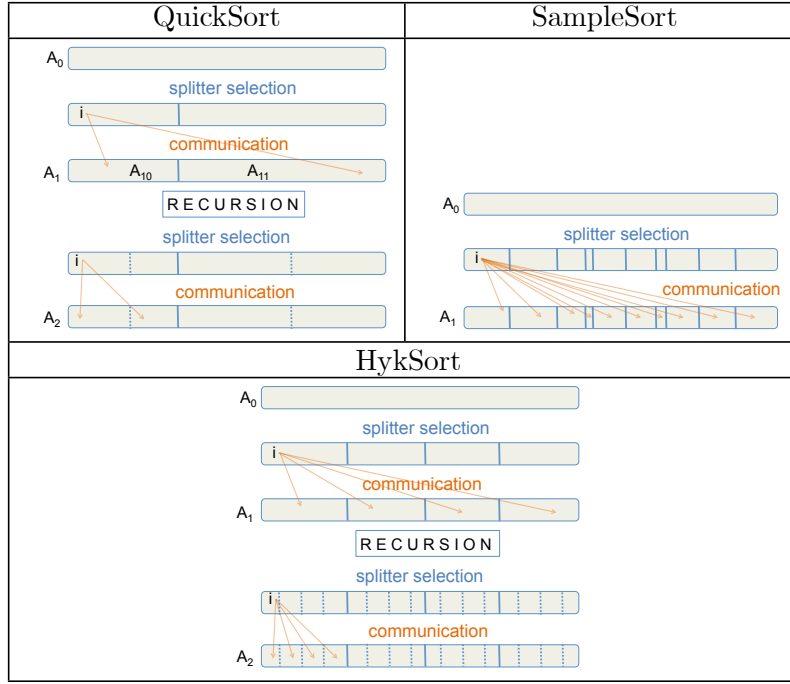 QuickSort
A0
splitter selection
i
communication
A1 A10 A11
RECURSION
splitter selection
i
communication
A2
SampleSort
A0
splitter selection
i
communication
A1
HykSort
A0
splitter selection
i
communication
A1
RECURSION
splitter selection
i
communication
A2